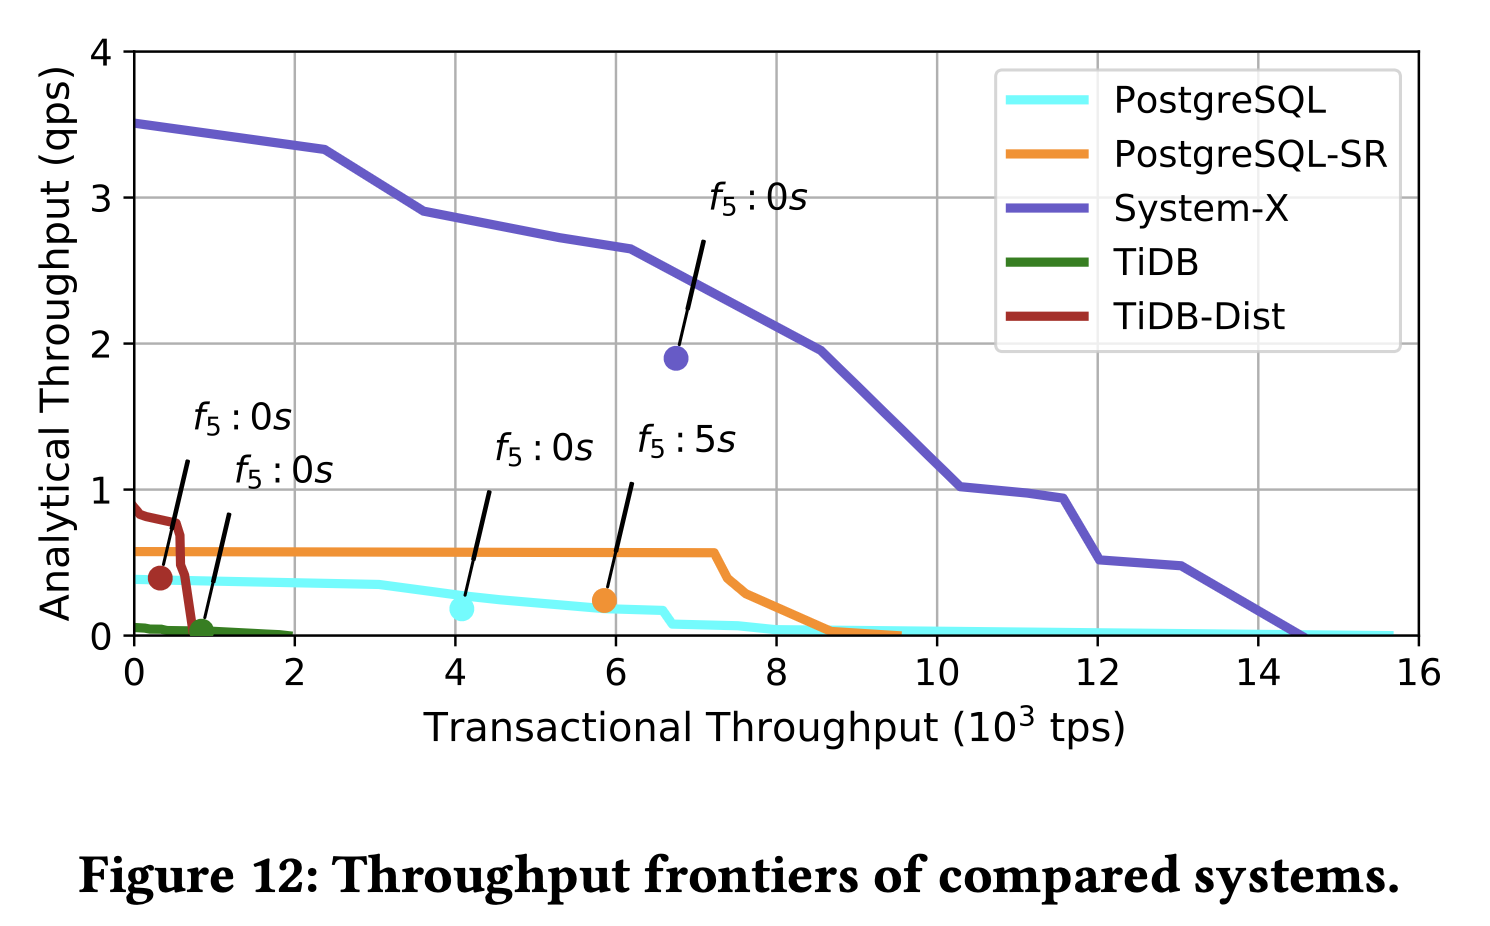 4
3
2
1
0
Analytical Throughput (qps)
PostgreSQL
PostgreSQL-SR
System-X
TiDB
TiDB-Dist
f₅ : 0s
f₅ : 0s
f₅ : 0s
f₅ : 0s
f₅ : 5s
0 2 4 6 8 10 12 14 16
Transactional Throughput (10³ tps)
Figure 12: Throughput frontiers of compared systems.